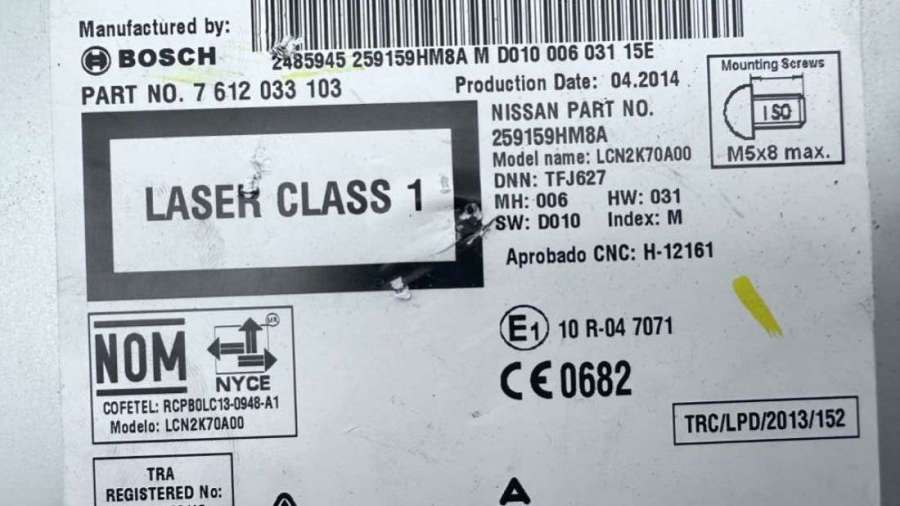 Manufactured by:
BOSCH
2485945 259159HM8A M D010 006 031 15E
PART NO. 7 612 033 103
Production Date: 04.2014
NISSAN PART NO.
259159HM8A
Model name: LCN2K70A00
DNN: TFJ627
MH: 006 HW: 031
SW: D010 Index: M
Mounting Screws
ISO
M5x8 max.
LASER CLASS 1
Aprobado CNC: H-12161
E1 10 R-04 7071
CE0682
NOM
NYCE
COFETEL: RCPBOLC13-0948-A1
Modelo: LCN2K70A00
TRC/LPD/2013/152
TRA
REGISTERED No: